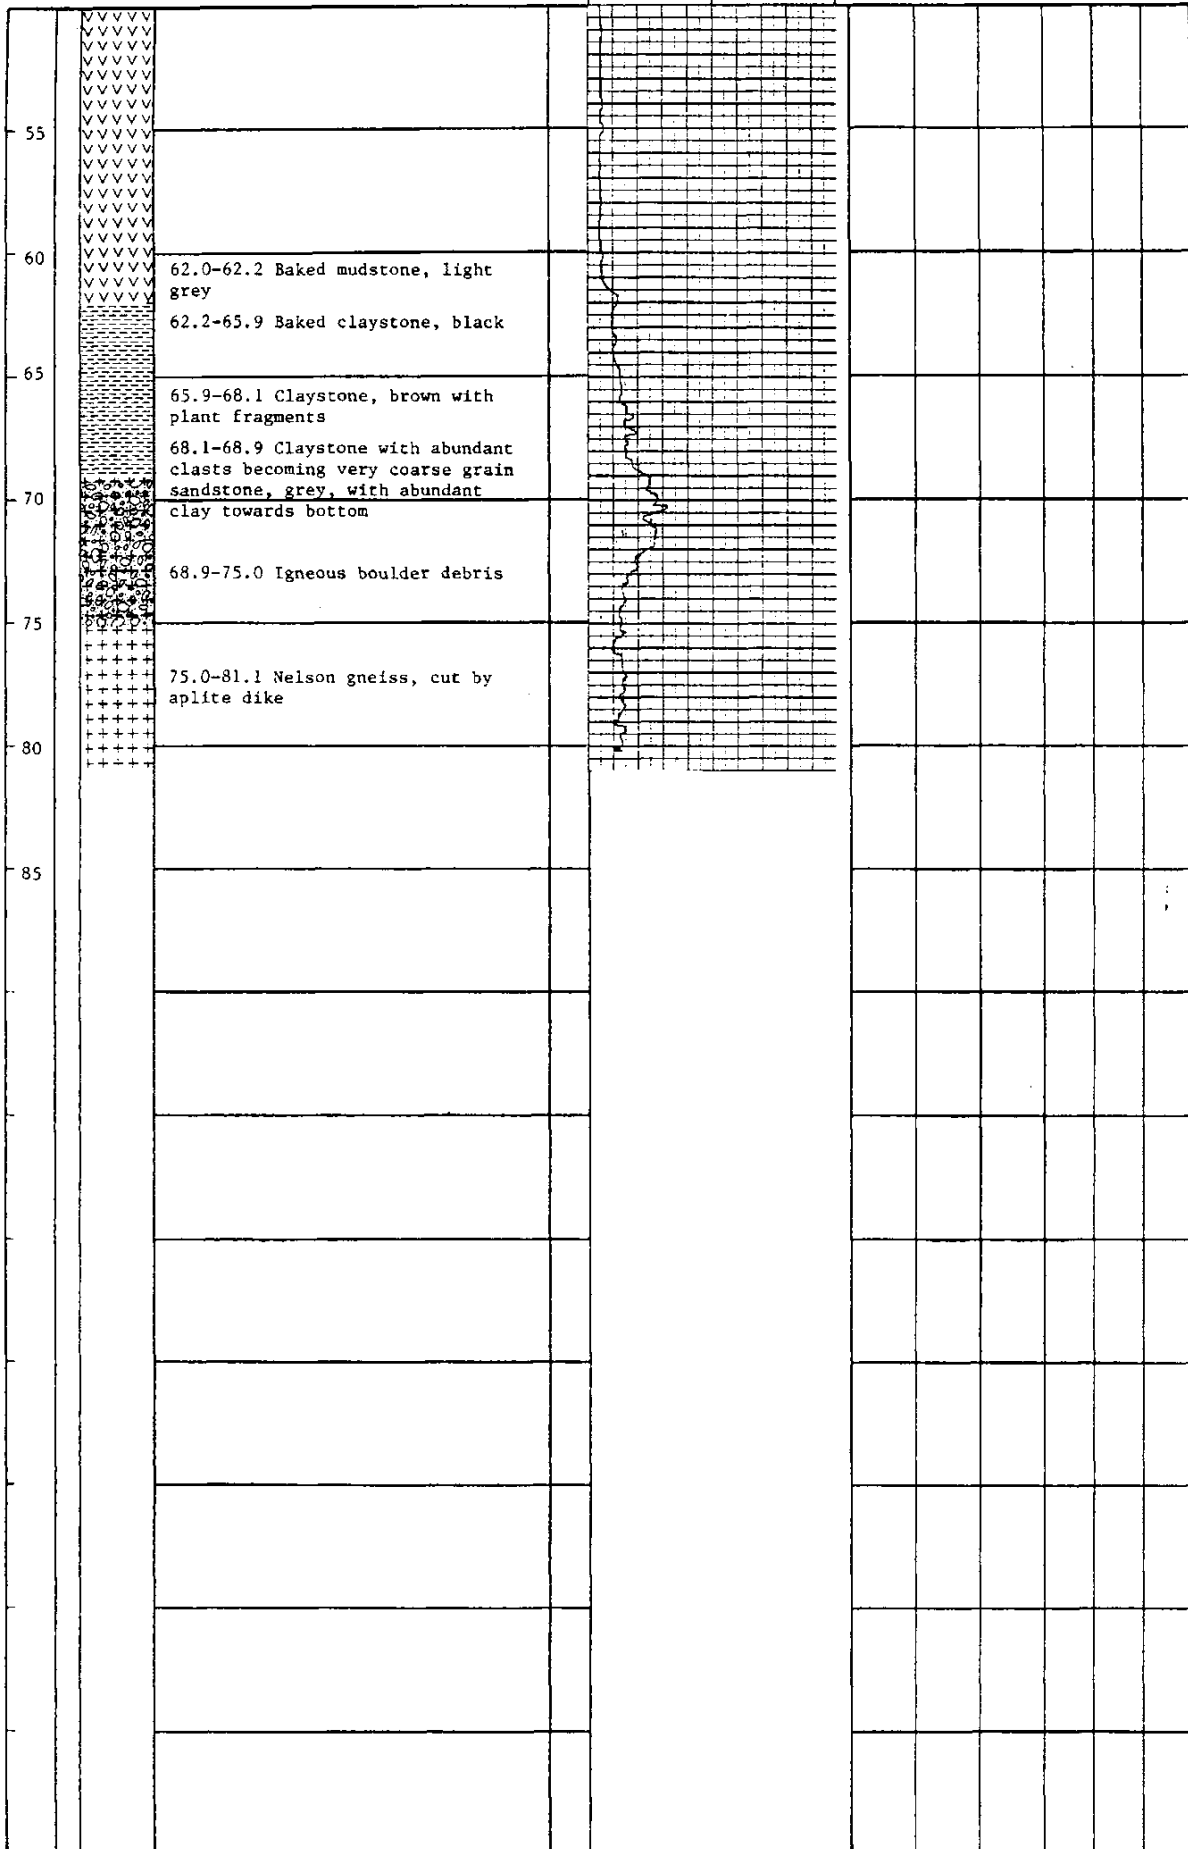 55
60
62.0-62.2 Baked mudstone, light
grey
62.2-65.9 Baked claystone, black
65
65.9-68.1 Claystone, brown with
plant fragments
68.1-68.9 Claystone with abundant
clasts becoming very coarse grain
sandstone, grey, with abundant
70
clay towards bottom
68.9-75.0 Igneous boulder debris
75
75.0-81.1 Nelson gneiss, cut by
aplite dike
80
85